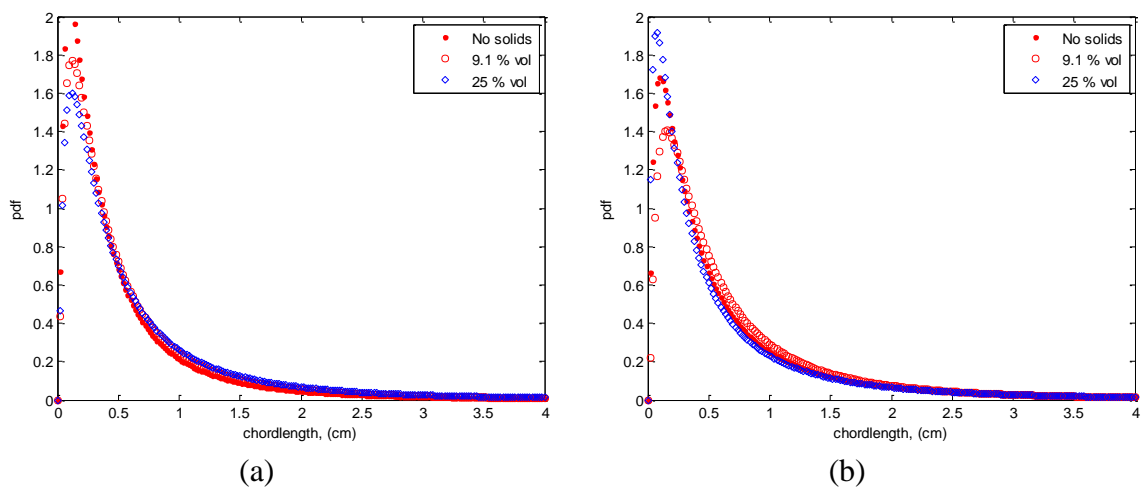 2
1.8
1.6
1.4
1.2
1
0.8
0.6
0.4
0.2
0
pdf
No solids
9.1 % vol
25 % vol
0 0.5 1 1.5 2 2.5 3 3.5 4
chordlength, (cm)
(a)
2
1.8
1.6
1.4
1.2
1
0.8
0.6
0.4
0.2
0
pdf
No solids
9.1 % vol
25 % vol
0 0.5 1 1.5 2 2.5 3 3.5 4
chordlength, (cm)
(b)